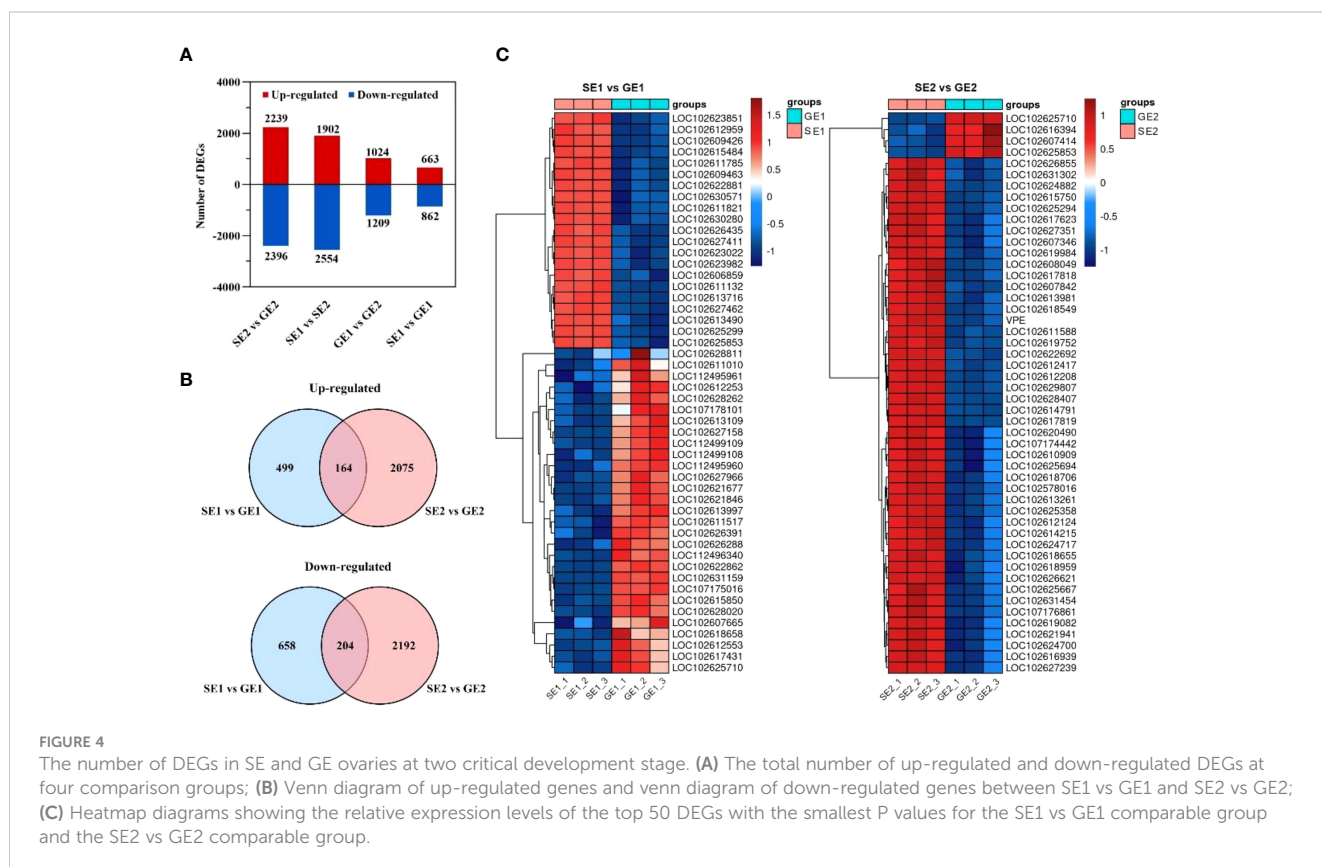 A
4000
2000
0
-2000
-4000
Number of DEGs
Up-regulated
Down-regulated
2239
1902
1024
663
2396
2554
1209
862
SE2 vs GE2
SE1 vs SE2
GE1 vs GE2
SE1 vs GE1
B
Up-regulated
499
164
2075
SE1 vs GE1
SE2 vs GE2
Down-regulated
658
204
2192
SE1 vs GE1
SE2 vs GE2
C
SE1 vs GE1
groups
LOC102623851
LOC102612959
LOC102609426
LOC102615484
LOC102611785
LOC102609463
LOC102622881
LOC102630571
LOC102611821
LOC102630280
LOC102626435
LOC102627411
LOC102623022
LOC102623982
LOC102606859
LOC102611132
LOC102613716
LOC102627462
LOC102613490
LOC102625299
LOC102625853
LOC102628811
LOC102611010
LOC112495961
LOC102612253
LOC102628262
LOC107178101
LOC102613109
LOC102627158
LOC112499109
LOC112499108
LOC112495960
LOC102627966
LOC102621677
LOC102621846
LOC102613997
LOC102611517
LOC102626391
LOC102626288
LOC112496340
LOC102622862
LOC102631159
LOC107175016
LOC102615850
LOC102628020
LOC102607665
LOC102618658
LOC102612553
LOC102617431
LOC102625710
SE1_1
SE1_2
SE1_3
GE1_1
GE1_2
GE1_3
1.5
1
0.5
0
-0.5
-1
groups
GE1
SE1
SE2 vs GE2
groups
LOC102625710
LOC102616394
LOC102607414
LOC102625853
LOC102626855
LOC102631302
LOC102624882
LOC102615750
LOC102625294
LOC102617623
LOC102627351
LOC102607346
LOC102619984
LOC102608049
LOC102617818
LOC102607842
LOC102613981
LOC102618549
VPE
LOC102611588
LOC102619752
LOC102622692
LOC102612417
LOC102612208
LOC102629807
LOC102628407
LOC102614791
LOC102617819
LOC102620490
LOC107174442
LOC102610909
LOC102625694
LOC102618706
LOC102578016
LOC102613261
LOC102625358
LOC102612124
LOC102614215
LOC102624717
LOC102618655
LOC102618959
LOC102626621
LOC102625667
LOC102631454
LOC107176861
LOC102619082
LOC102621941
LOC102624700
LOC102616939
LOC102627239
SE2_1
SE2_2
SE2_3
GE2_1
GE2_2
GE2_3
1
0.5
0
-0.5
-1
groups
GE2
SE2
FIGURE 4
The number of DEGs in SE and GE ovaries at two critical development stage. (A) The total number of up-regulated and down-regulated DEGs at
four comparison groups; (B) Venn diagram of up-regulated genes and venn diagram of down-regulated genes between SE1 vs GE1 and SE2 vs GE2;
(C) Heatmap diagrams showing the relative expression levels of the top 50 DEGs with the smallest P values for the SE1 vs GE1 comparable group
and the SE2 vs GE2 comparable group.